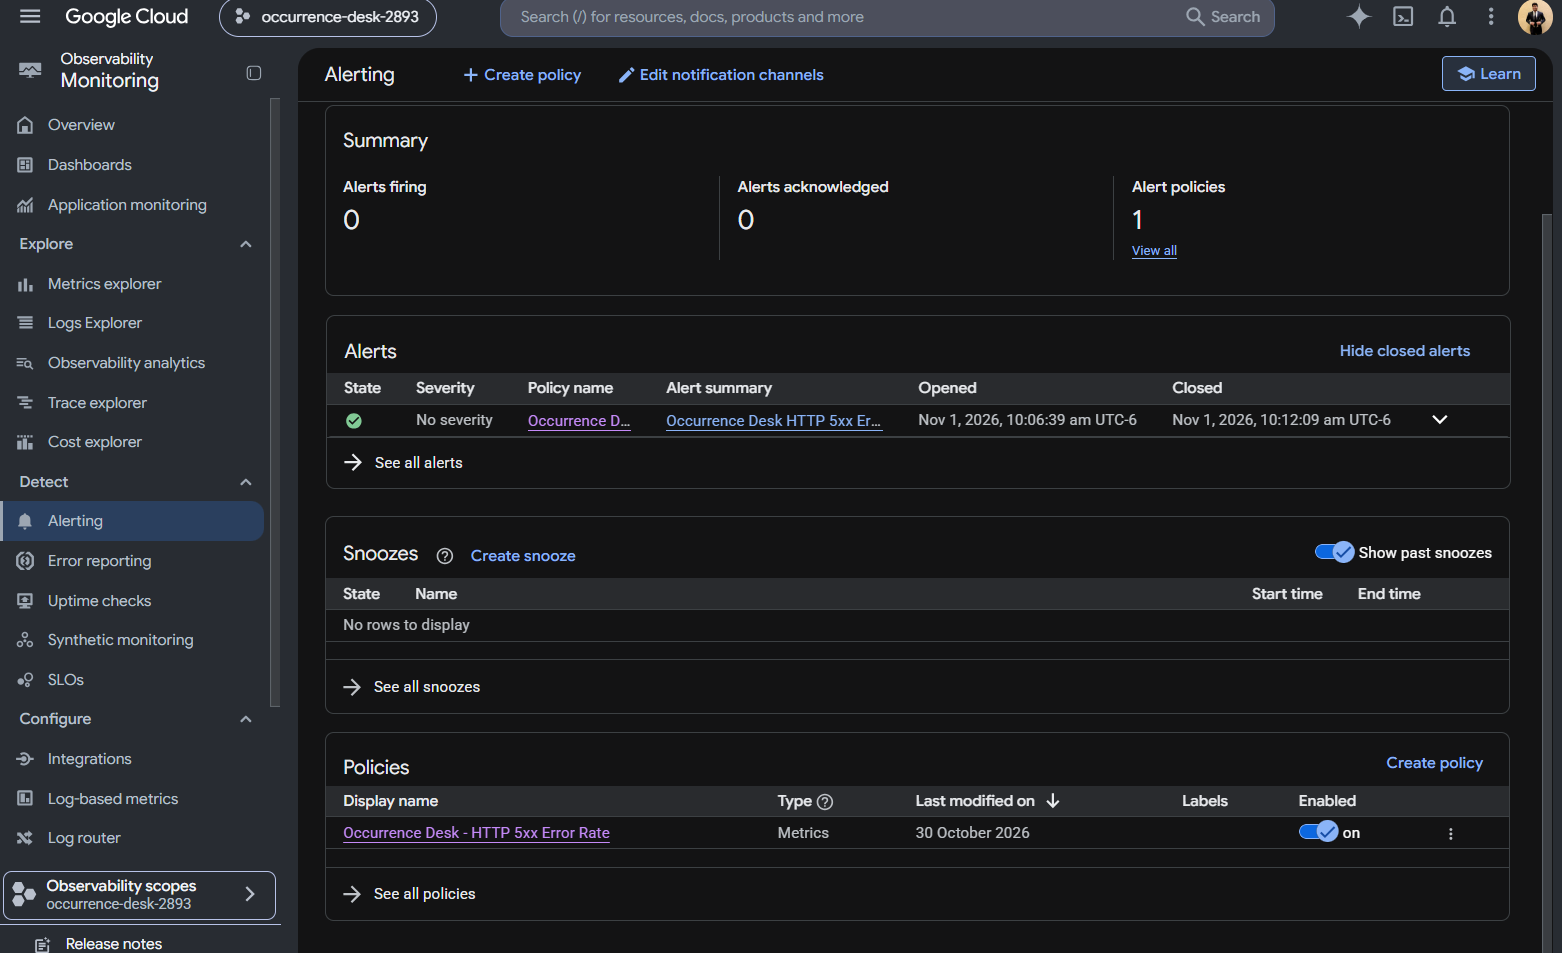 Google Cloud
occurrence-desk-2893
Search (/) for resources, docs, products and more
Search
Observability
Monitoring
Overview
Dashboards
Application monitoring
Explore
Metrics explorer
Logs Explorer
Observability analytics
Trace explorer
Cost explorer
Detect
Alerting
Error reporting
Uptime checks
Synthetic monitoring
SLOs
Configure
Integrations
Log-based metrics
Log router
Observability scopes
occurrence-desk-2893
Release notes
Alerting
Create policy
Edit notification channels
Learn
Summary
Alerts firing
0
Alerts acknowledged
0
Alert policies
1
View all
Alerts
Hide closed alerts
State Severity Policy name Alert summary Opened Closed
No severity Occurrence D... Occurrence Desk HTTP 5xx Er... Nov 1, 2026, 10:06:39 am UTC-6 Nov 1, 2026, 10:12:09 am UTC-6
See all alerts
Snoozes
Create snooze
Show past snoozes
State Name Start time End time
No rows to display
See all snoozes
Policies
Create policy
Display name Type Last modified on Labels Enabled
Occurrence Desk - HTTP 5xx Error Rate Metrics 30 October 2026 on
See all policies